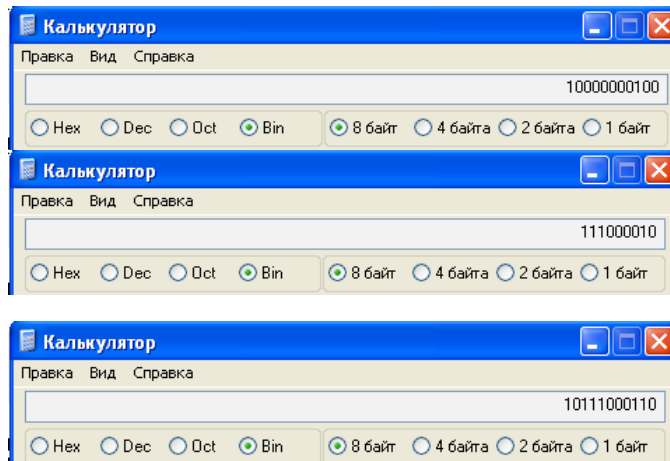 Калькулятор
Правка Вид Справка
10000000100
Hex Dec Oct Bin 8 байт 4 байта 2 байта 1 байт
Калькулятор
Правка Вид Справка
111000010
Hex Dec Oct Bin 8 байт 4 байта 2 байта 1 байт
Калькулятор
Правка Вид Справка
10111000110
Hex Dec Oct Bin 8 байт 4 байта 2 байта 1 байт